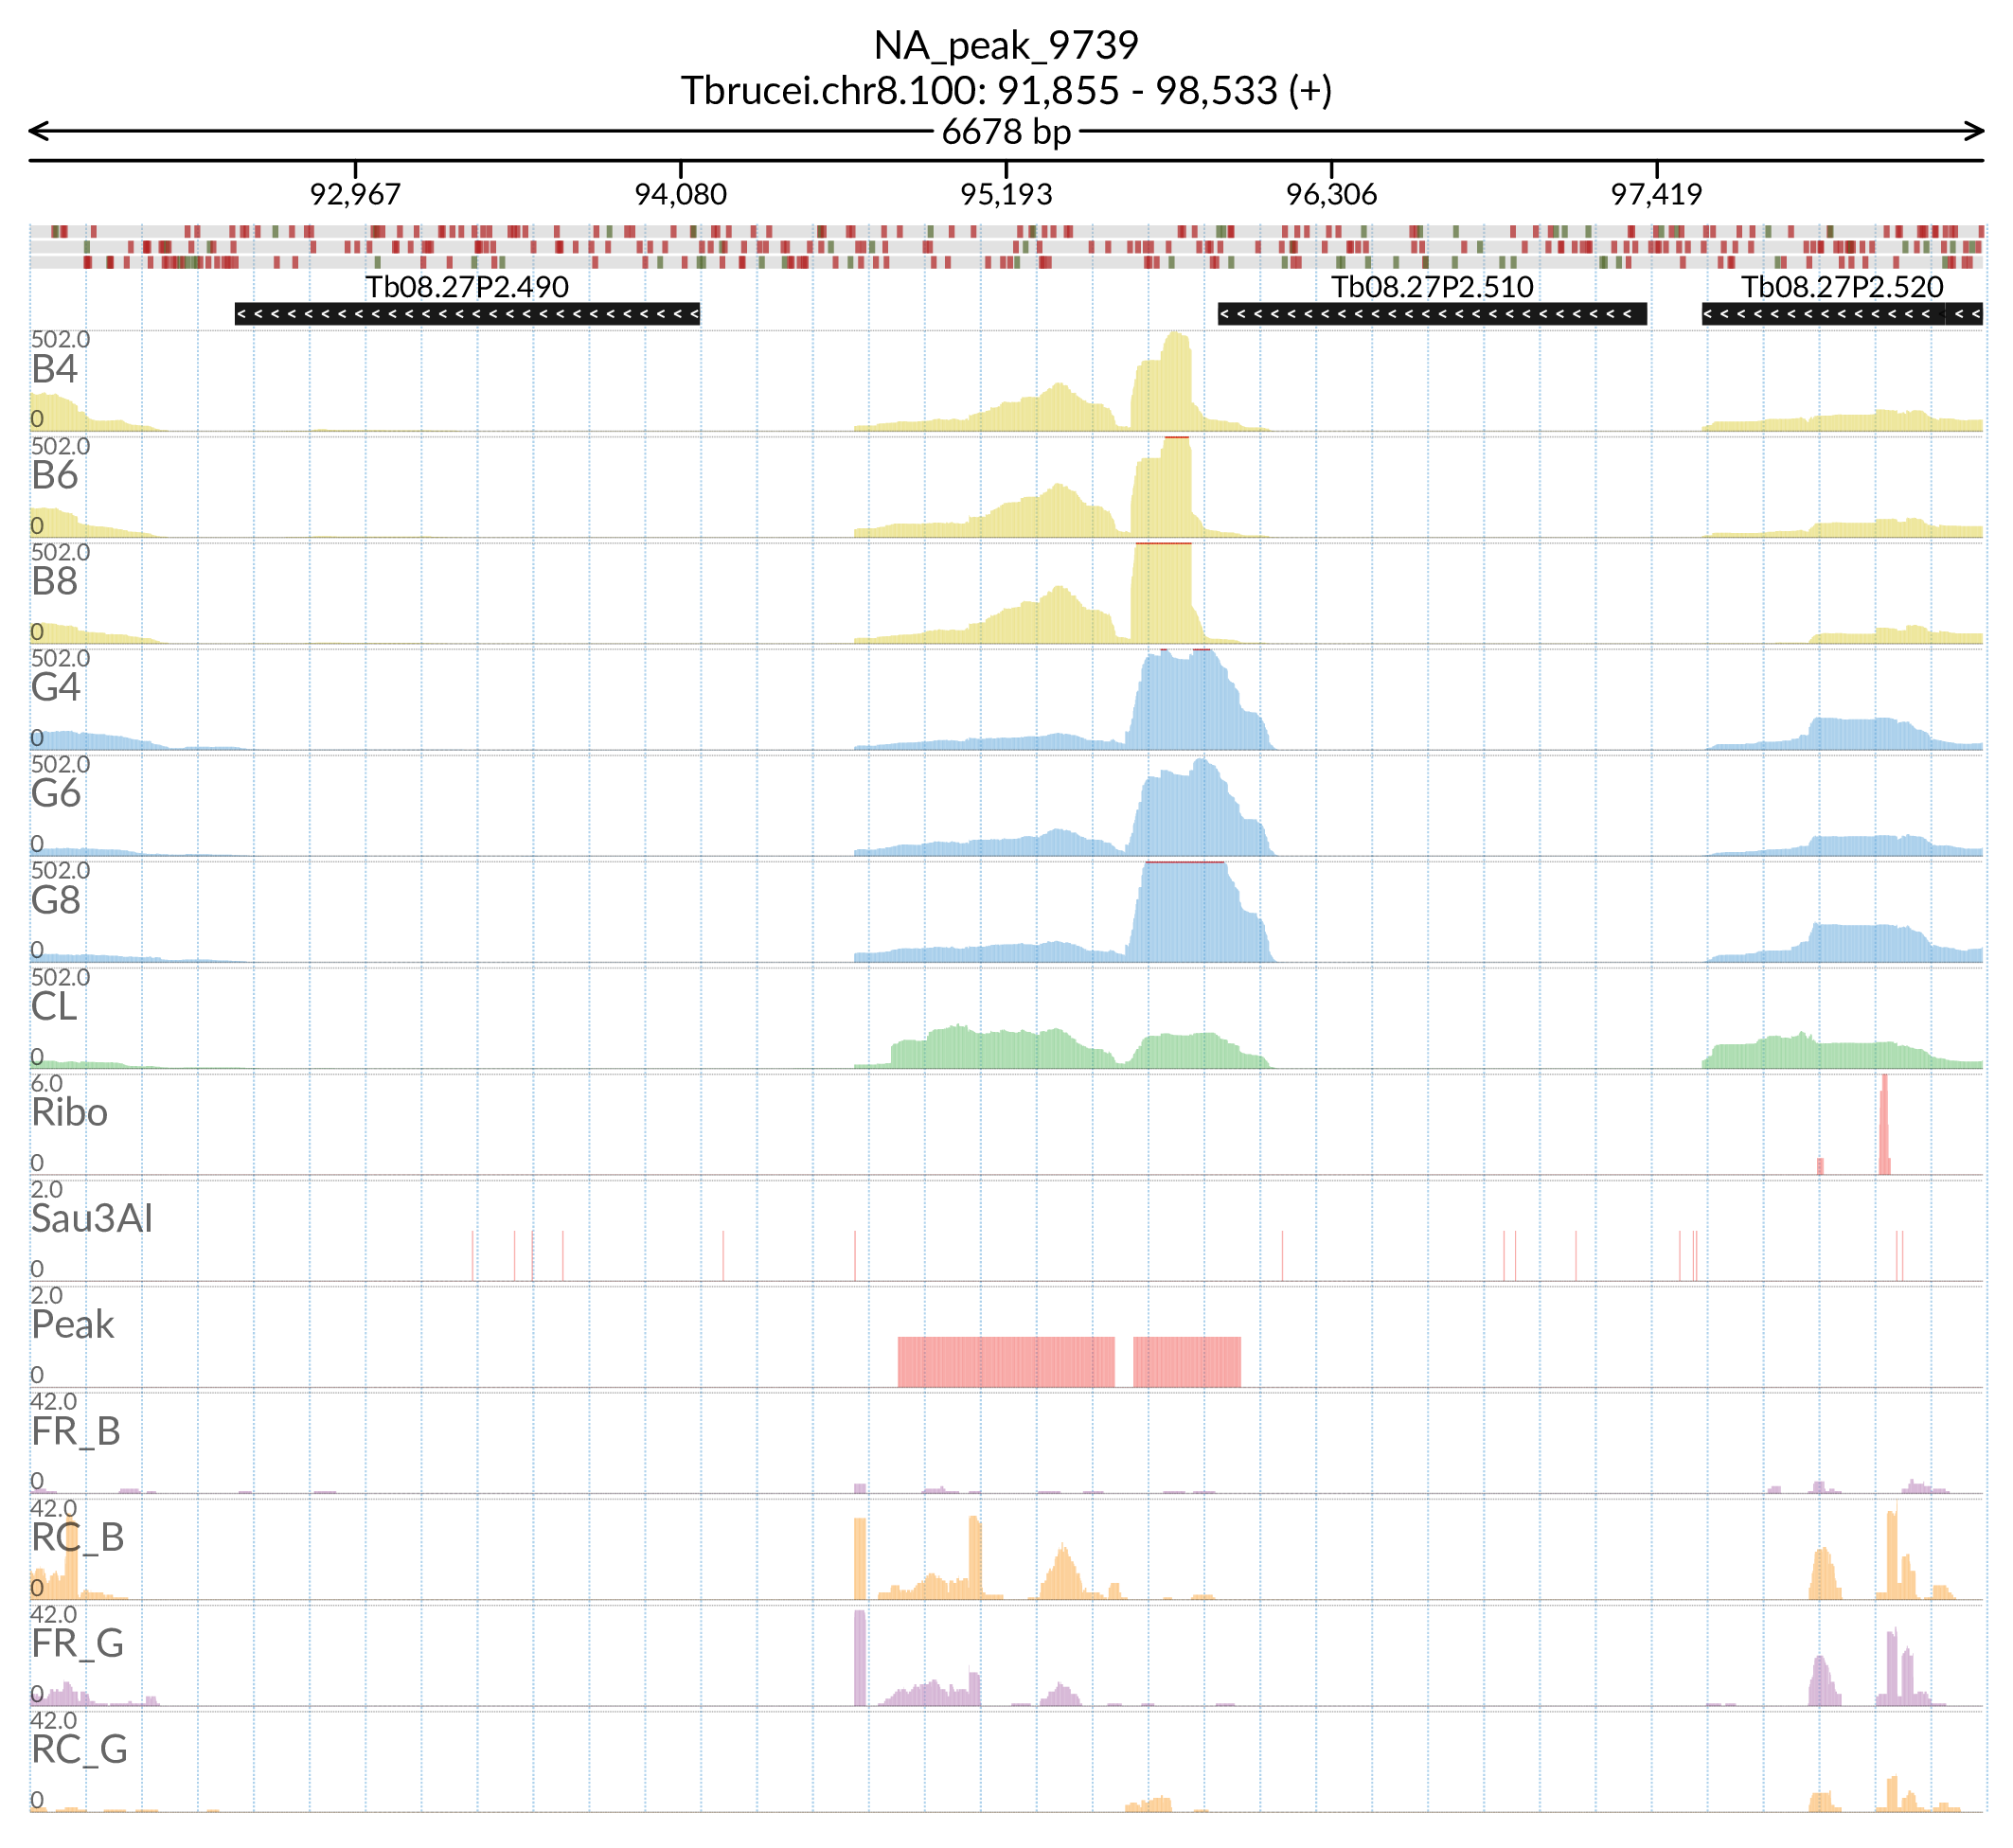 NA_peak_9739
Tbrucei.chr8.100: 91,855 - 98,533 (+)
6678 bp
92,967 94,080 95,193 96,306 97,419
Tb08.27P2.490 Tb08.27P2.510 Tb08.27P2.520
502.0
B4
0
502.0
B6
0
502.0
B8
0
502.0
G4
0
502.0
G6
0
502.0
G8
0
502.0
CL
0
6.0
Ribo
0
2.0
Sau3AI
0
2.0
Peak
0
42.0
FR_B
0
42.0
RC_B
0
42.0
FR_G
0
42.0
RC_G
0